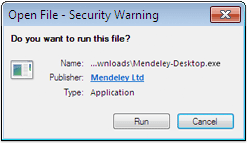 Open File - Security Warning
Do you want to run this file?
Name: ...wnloads\Mendeley-Desktop.exe
Publisher: Mendeley Ltd
Type: Application
Run Cancel